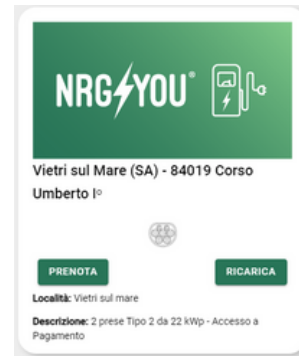 NRG YOU®
Vietri sul Mare (SA) - 84019 Corso
Umberto I°
PRENOTA
RICARICA
Località: Vietri sul mare
Descrizione: 2 prese Tipo 2 da 22 kWp - Accesso a
Pagamento